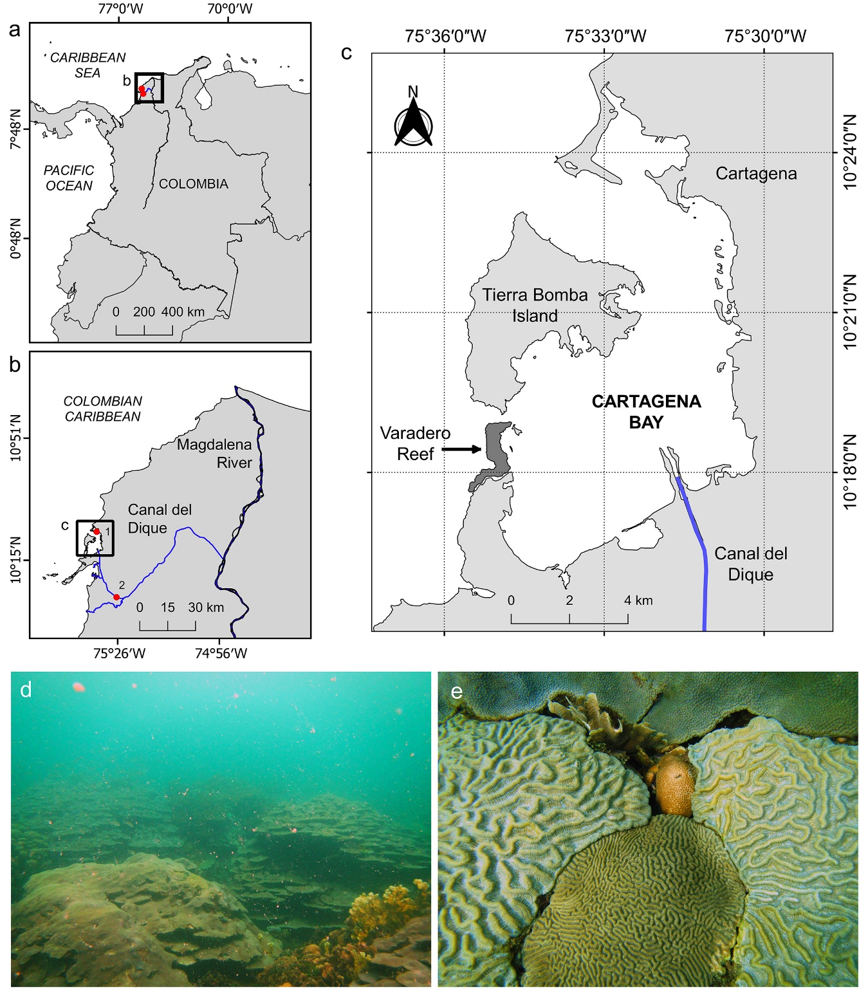 a
77°0′W 70°0′W
CARIBBEAN
SEA
b
7°48′N
PACIFIC
OCEAN
COLOMBIA
0°48′N
0 200 400 km
b
COLOMBIAN
CARIBBEAN
10°51′N
Magdalena
River
Canal del
Dique
c
1
10°15′N
2
0 15 30 km
75°26′W 74°56′W
c
75°36′0″W 75°33′0″W 75°30′0″W
N
10°24′0″N
Cartagena
Tierra Bomba
Island
10°21′0″N
CARTAGENA
BAY
Varadero
Reef
10°18′0″N
Canal del
Dique
0 2 4 km
d
e